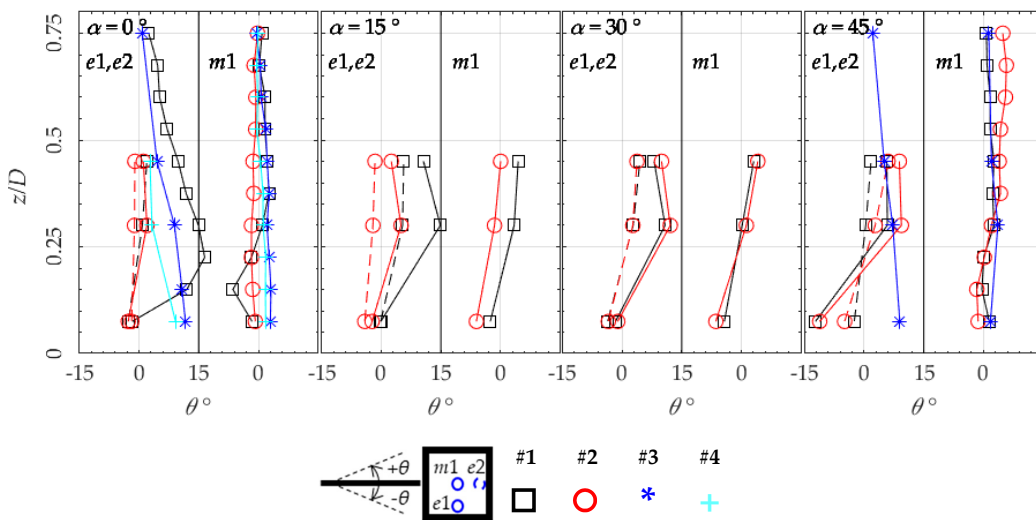 α = 0 ° α = 15 ° α = 30 ° α = 45 °
e1,e2 m1 e1,e2 m1 e1,e2 m1 e1,e2 m1
0.75
0.5
0.25
0
z/D
-15 0 15 0 -15 0 15 0 -15 0 15 0 -15 0 15 0
θ° θ° θ° θ°
#1 #2 #3 #4
+θ m1 e2
-θ e1